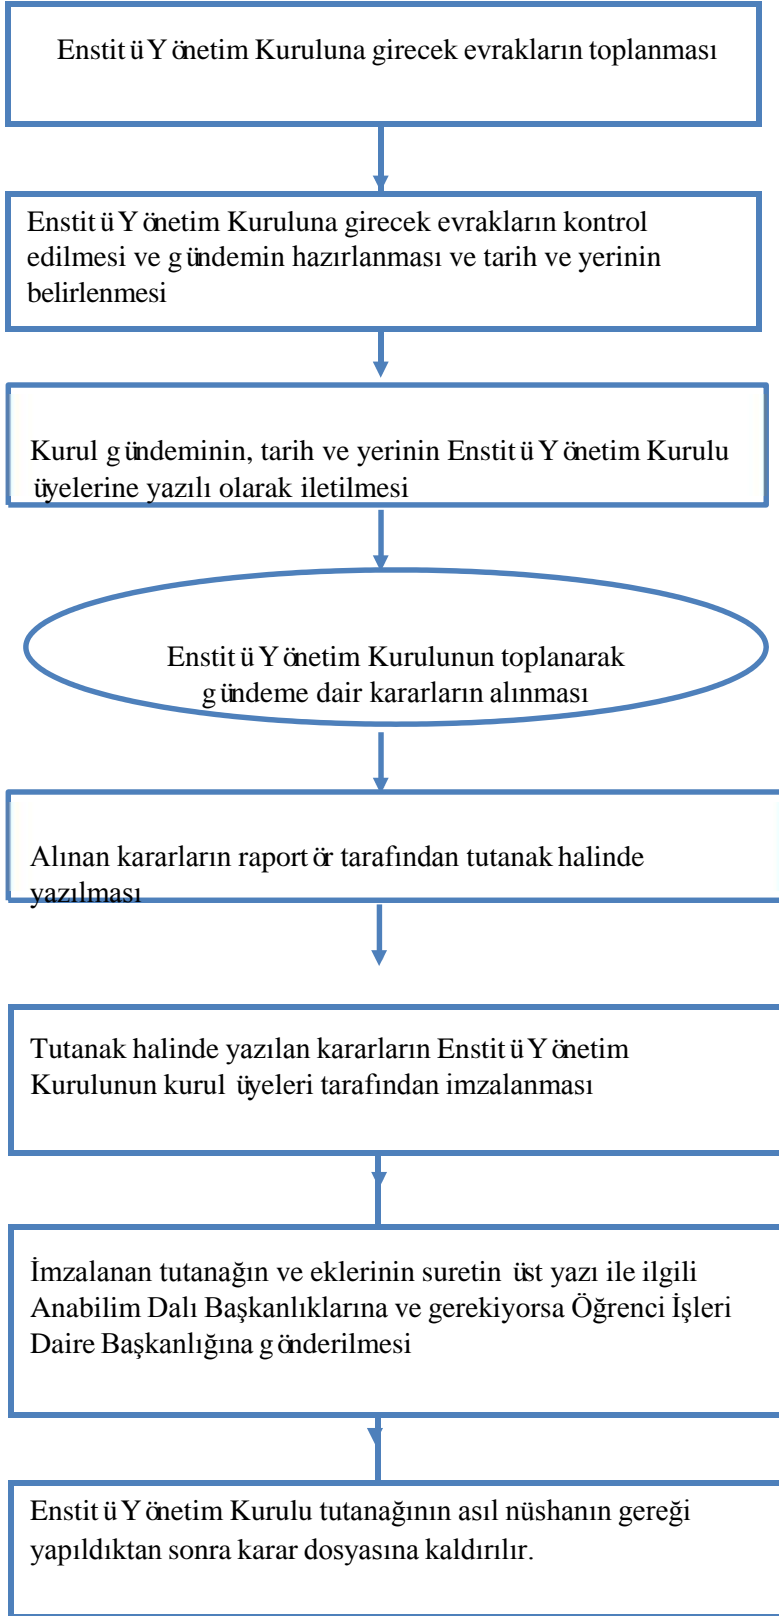 Enstitü Yönetim Kuruluna girecek evrakların toplanması
Enstitü Yönetim Kuruluna girecek evrakların kontrol
edilmesi ve gündemin hazırlanması ve tarih ve yerinin
belirlenmesi
Kurul gündeminin, tarih ve yerinin Enstitü Yönetim Kurulu
üyelerine yazılı olarak iletilmesi
Enstitü Yönetim Kurulunun toplanarak
gündeme dair kararların alınması
Alınan kararların raportör tarafından tutanak halinde
yazılması
Tutanak halinde yazılan kararların Enstitü Yönetim
Kurulunun kurul üyeleri tarafından imzalanması
İmzalanan tutanağın ve eklerinin suretin üst yazı ile ilgili
Anabilim Dalı Başkanlıklarına ve gerekiyorsa Öğrenci İşleri
Daire Başkanlığına gönderilmesi
Enstitü Yönetim Kurulu tutanağının asıl nüshanın gereği
yapıldıktan sonra karar dosyasına kaldırılır.